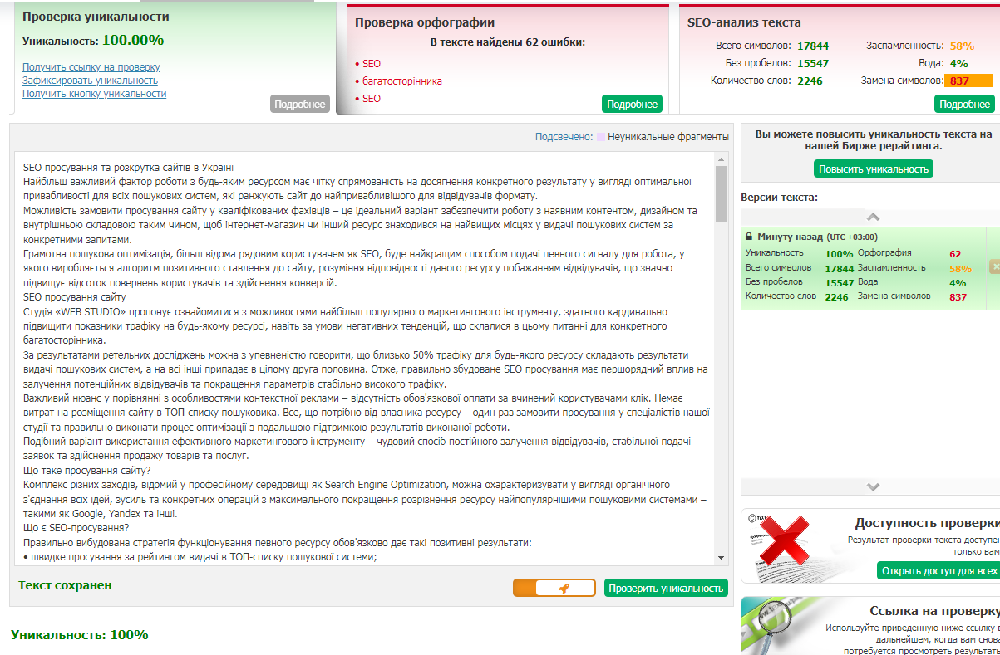 Проверка уникальности
Уникальность: 100.00%
Получить ссылку на проверку
Зафиксировать уникальность
Получить кнопку уникальности
Подробнее
Проверка орфографии
В тексте найдены 62 ошибки:
• SEO
• багатосторінника
• SEO
Подробнее
SEO-анализ текста
Всего символов: 17844 Заспамленность: 58%
Без пробелов: 15547 Вода: 4%
Количество слов: 2246 Замена символов: 837
Подробнее
Подсвечено: Неуникальные фрагменты
SEO просування та розкрутка сайтів в Україні
Найбільш важливий фактор роботи з будь-яким ресурсом має чітку спрямованість на досягнення конкретного результату у вигляді оптимальної
привабливості для всіх пошукових систем, які ранжують сайт до найпривабливішого для відвідувачів формату.
Можливість замовити просування сайту у кваліфікованих фахівців – це ідеальний варіант забезпечити роботу з наявним контентом, дизайном та
внутрішньою складовою таким чином, щоб інтернет-магазин чи інший ресурс знаходився на найвищих місцях у видачі пошукових систем за
конкретними запитами.
Грамотна пошукова оптимізація, більш відома рядовим користувачем як SEO, буде найкращим способом подачі певного сигналу для робота, у
якого виробляється алгоритм позитивного ставлення до сайту, розуміння відповідності даного ресурсу побажанням відвідувачів, що значно
підвищує відсоток повернень користувачів та здійснення конверсій.
SEO просування сайту
Студія «WEB STUDIO» пропонує ознайомитися з можливостями найбільш популярного маркетингового інструменту, здатного кардинально
підвищити показники трафіку на будь-якому ресурсі, навіть за умови негативних тенденцій, що склалися в цьому питанні для конкретного
багатосторінника.
За результатами ретельних досліджень можна з упевненістю говорити, що близько 50% трафіку для будь-якого ресурсу складають результати
видачі пошукових систем, а на всі інші припадає в цілому друга половина. Отже, правильно збудоване SEO просування має першорядний вплив на
залучення потенційних відвідувачів та покращення параметрів стабільно високого трафіку.
Важливий нюанс у порівнянні з особливостями контекстної реклами – відсутність обов'язкової оплати за вчинений користувачами клік. Немає
витрат на розміщення сайту в ТОП-списку пошуковика. Все, що потрібно від власника ресурсу – один раз замовити просування у спеціалістів нашої
студії та правильно виконати процес оптимізації з подальшою підтримкою результатів виконаної роботи.
Подібний варіант використання ефективного маркетингового інструменту – чудовий спосіб постійного залучення відвідувачів, стабільної подачі
заявок та здійснення продажу товарів та послуг.
Що таке просування сайту?
Комплекс різних заходів, відомий у професійному середовищі як Search Engine Optimization, можна охарактеризувати у вигляді органічного
з'єднання всіх ідей, зусиль та конкретних операцій з максимального покращення розрізнення ресурсу найпопулярнішими пошуковими системами –
такими як Google, Yandex та інші.
Що є SEO-просування?
Правильно вибудована стратегія функціонування певного ресурсу обов'язково дає такі позитивні результати:
• швидке просування за рейтингом видачі в ТОП-списку пошукової системи;
Текст сохранен
Проверить уникальность
Уникальность: 100%
Вы можете повысить уникальность текста на
нашей Бирже рерайтинга.
Повысить уникальность
Версии текста:
Минуту назад (UTC +03:00)
Уникальность 100% Орфография 62
Всего символов 17844 Заспамленность 58%
Без пробелов 15547 Вода 4%
Количество слов 2246 Замена символов 837
Доступность проверки
Результат проверки текста доступен
только вам
Открыть доступ для всех
Ссылка на проверку
Используйте приведенную ниже ссылку в
дальнейшем, когда вам снова
потребуется просмотреть результаты